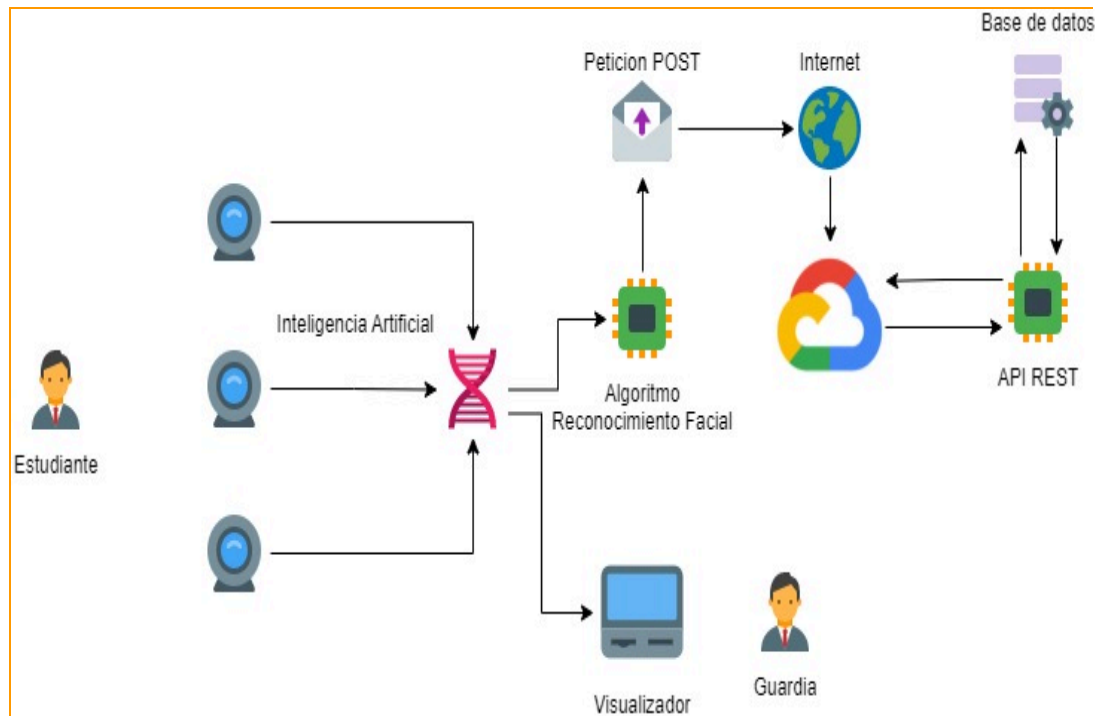 Base de datos
Peticion POST
Internet
Inteligencia Artificial
API REST
Algoritmo
Reconocimiento Facial
Estudiante
Guardia
Visualizador